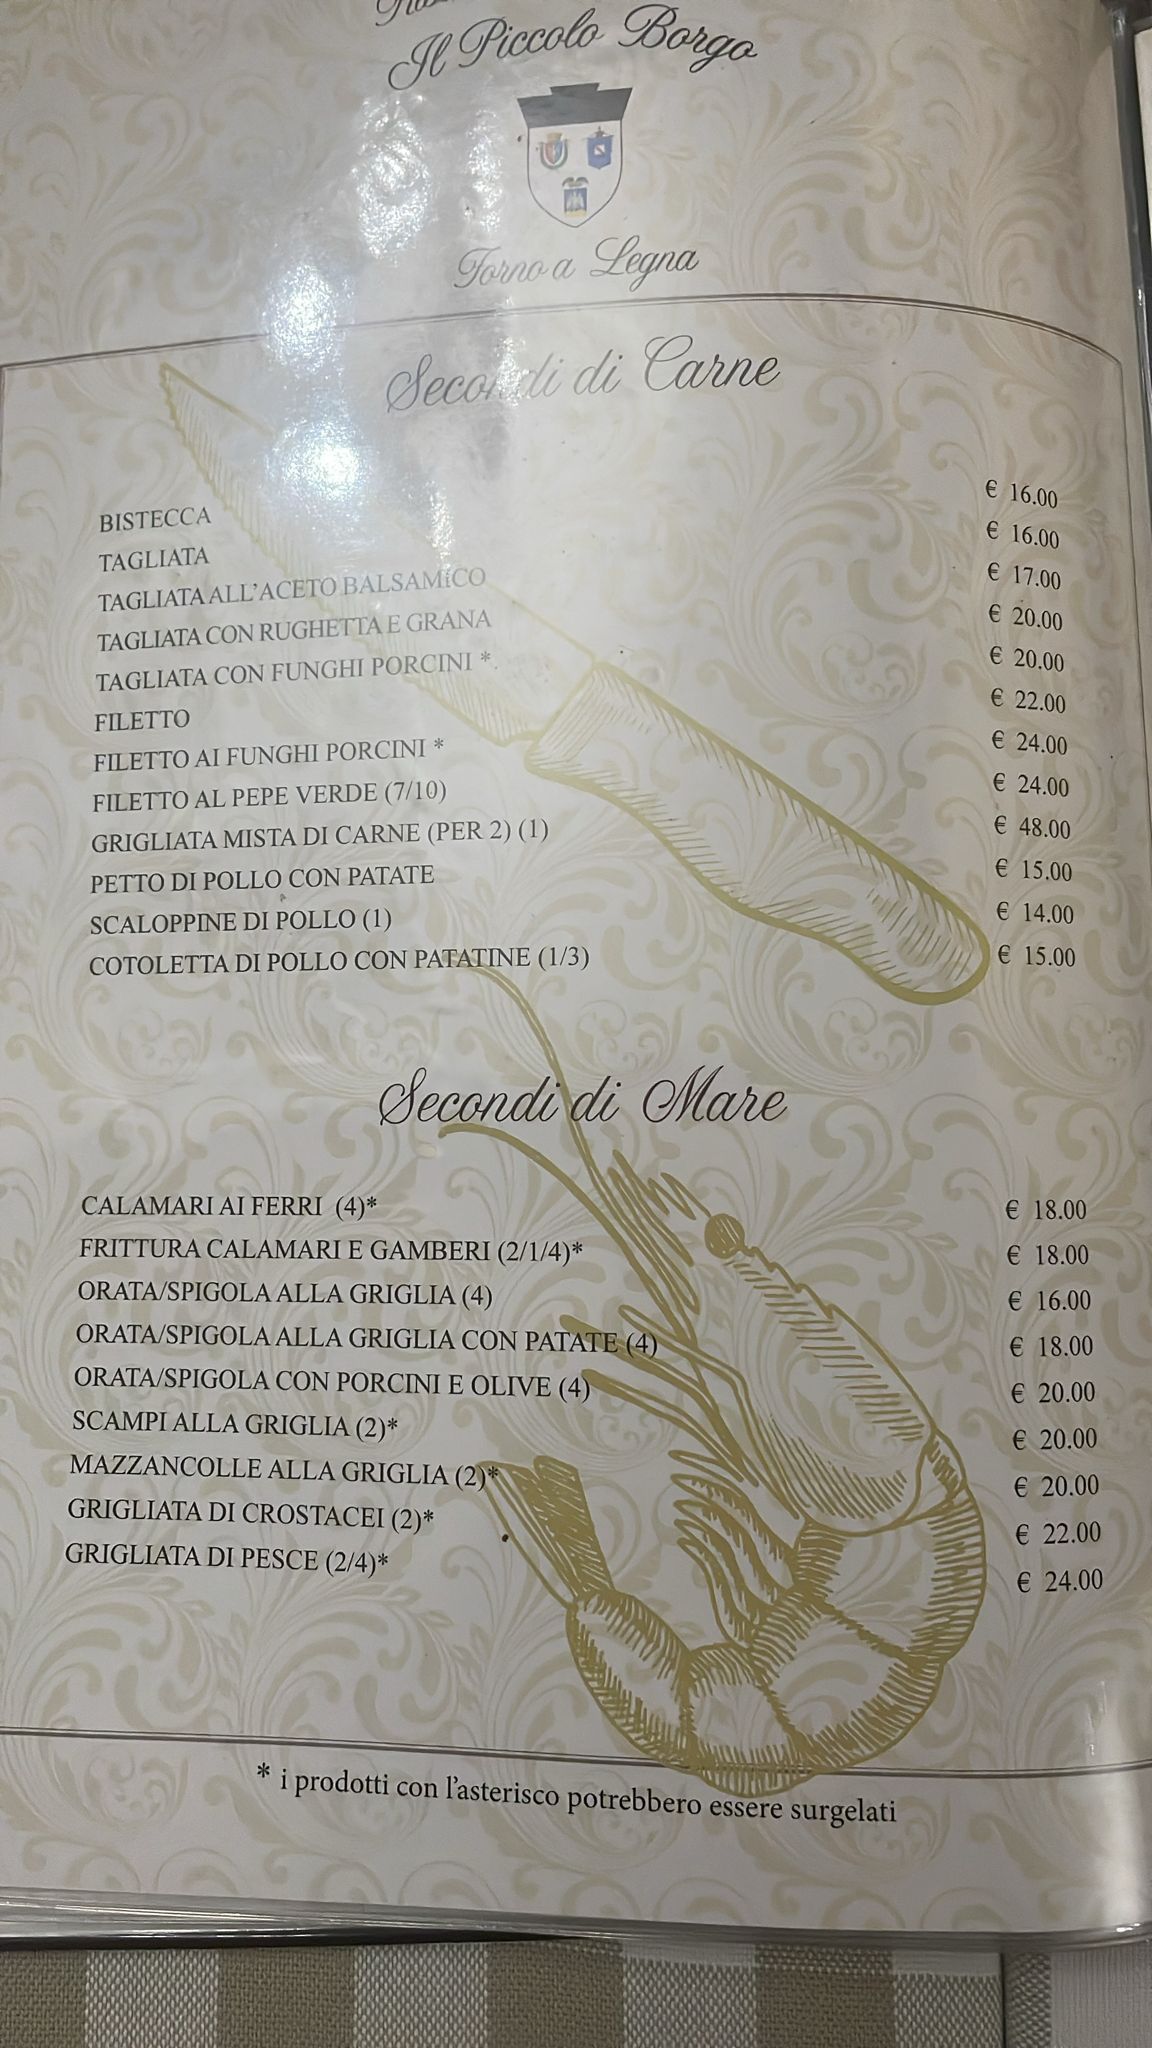 Il Piccolo Borgo
Forno a Legna
Secondi di Carne
BISTECCA € 16.00
TAGLIATA € 16.00
TAGLIATA ALL'ACETO BALSAMICO € 17.00
TAGLIATA CON RUGHETTA E GRANA € 20.00
TAGLIATA CON FUNGHI PORCINI * € 20.00
FILETTO € 22.00
FILETTO AI FUNGHI PORCINI * € 24.00
FILETTO AL PEPE VERDE (7/10) € 24.00
GRIGLIATA MISTA DI CARNE (PER 2) (1) € 48.00
PETTO DI POLLO CON PATATE € 15.00
SCALOPPINE DI POLLO (1) € 14.00
COTOLETTA DI POLLO CON PATATINE (1/3) € 15.00
Secondi di Mare
CALAMARI AI FERRI (4)* € 18.00
FRITTURA CALAMARI E GAMBERI (2/1/4)* € 18.00
ORATA/SPIGOLA ALLA GRIGLIA (4) € 16.00
ORATA/SPIGOLA ALLA GRIGLIA CON PATATE (4) € 18.00
ORATA/SPIGOLA CON PORCINI E OLIVE (4) € 20.00
SCAMPI ALLA GRIGLIA (2)* € 20.00
MAZZANCOLLE ALLA GRIGLIA (2)* € 20.00
GRIGLIATA DI CROSTACEI (2)* € 22.00
GRIGLIATA DI PESCE (2/4)* € 24.00
* i prodotti con l'asterisco potrebbero essere surgelati